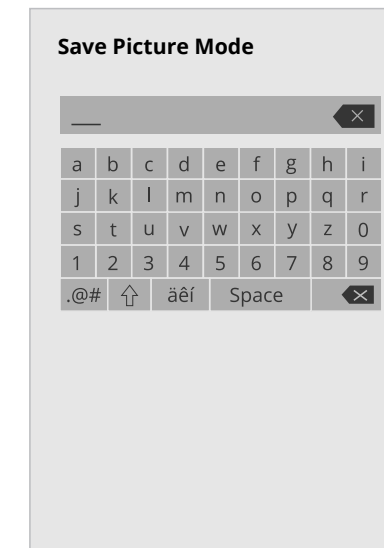 Save Picture Mode
a b c d e f g h i
j k l m n o p q r
s t u v w x y z 0
1 2 3 4 5 6 7 8 9
.@# äêí Space